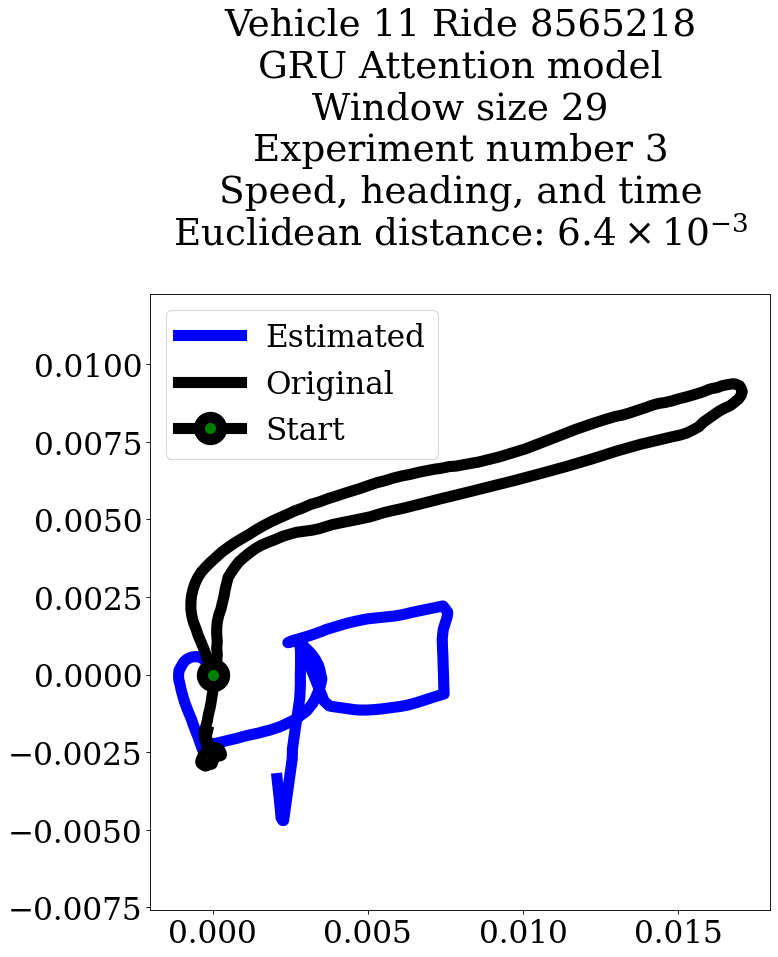 Vehicle 11 Ride 8565218
GRU Attention model
Window size 29
Experiment number 3
Speed, heading, and time
Euclidean distance: 6.4 × 10⁻³
Estimated
Original
Start
0.0100
0.0075
0.0050
0.0025
0.0000
−0.0025
−0.0050
−0.0075
0.000 0.005 0.010 0.015